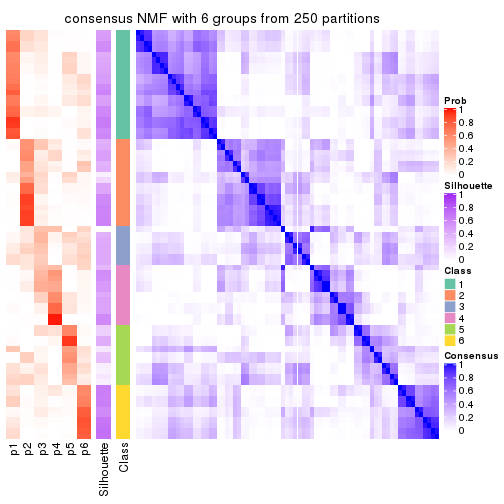 consensus NMF with 6 groups from 250 partitions
Prob
1
0.8
0.6
0.4
0.2
0
Silhouette
1
0.8
0.6
0.4
0.2
0
Class
1
2
3
4
5
6
Consensus
1
0.8
0.6
0.4
0.2
0
p1
p2
p3
p4
p5
p6
Silhouette
Class